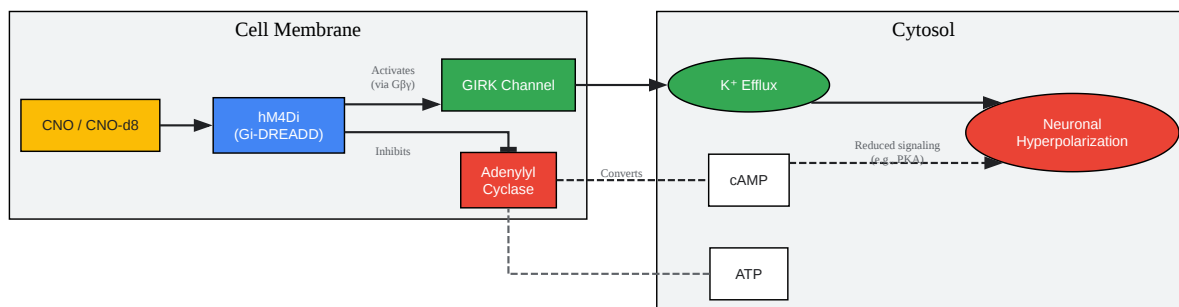 Cell Membrane
Cytosol
Activates
(via Gβγ)
GIRK Channel
K⁺ Efflux
CNO / CNO-d8
hM4Di
(Gi-DREADD)
Neuronal
Hyperpolarization
Inhibits
Reduced signaling
(e.g., PKA)
Adenylyl
Cyclase
Converts
cAMP
ATP